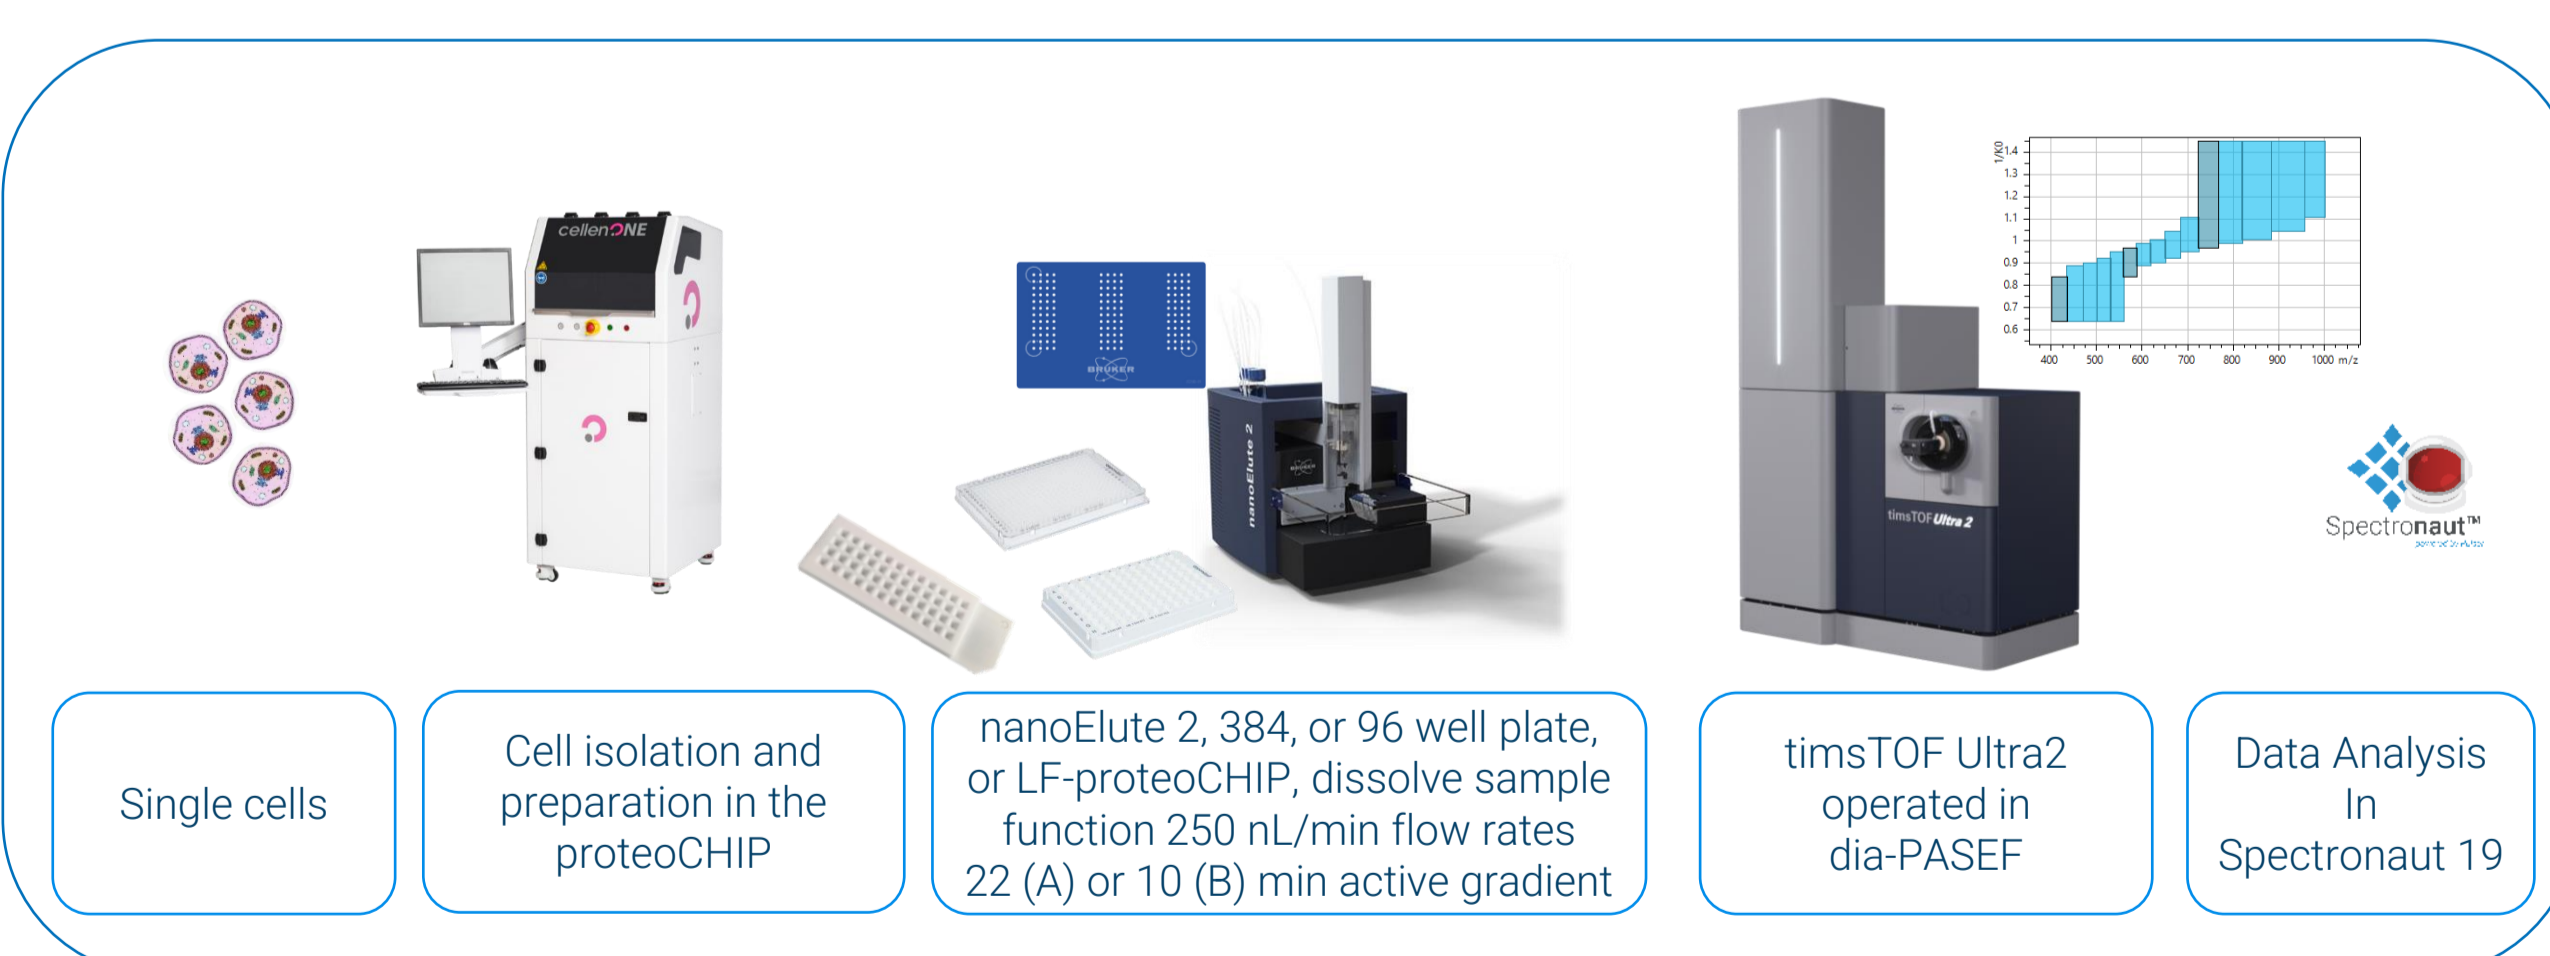 cellenONE
BRUKER
nanoElute 2
BRUKER
timsTOF Ultra 2
1/K0
1.4
1.3
1.2
1.1
1
0.9
0.8
0.7
0.6
400 500 600 700 800 900 1000 m/z
Spectronaut™
Single cells
Cell isolation and
preparation in the
proteoCHIP
nanoElute 2, 384, or 96 well plate,
or LF-proteoCHIP, dissolve sample
function 250 nL/min flow rates
22 (A) or 10 (B) min active gradient
timsTOF Ultra2
operated in
dia-PASEF
Data Analysis
In
Spectronaut 19